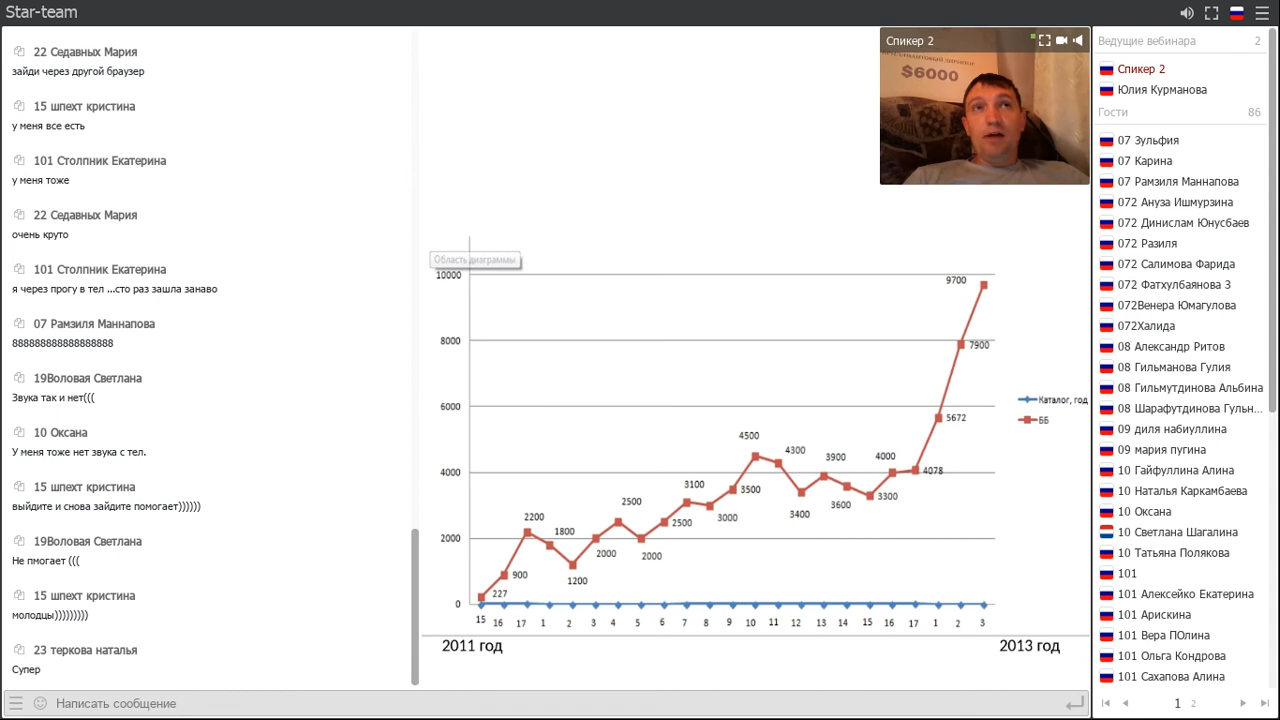 Star-team
22 Седавных Мария
зайди через другой браузер
15 шпехт кристина
у меня все есть
101 Столпник Екатерина
у меня тоже
22 Седавных Мария
очень круто
101 Столпник Екатерина
я через прогу в тел ...сто раз зашла занаво
07 Рамзиля Маннапова
888888888888888888
19Воловая Светлана
Звука так и нет(((
10 Оксана
У меня тоже нет звука с тел.
15 шпехт кристина
выйдите и снова зайдите помогает))))))
19Воловая Светлана
Не пмогает (((
15 шпехт кристина
молодцы)))))))))
23 теркова наталья
Супер
Написать сообщение
Спикер 2
$6000
Область диаграммы
10000
8000
6000
4000
2000
0
227
900
2200
1800
1200
2000
2500
2000
2500
3100
3000
3500
4500
4300
3400
3900
3600
3300
4000
4078
5672
7900
9700
15 16 17 1 2 3 4 5 6 7 8 9 10 11 12 13 14 15 16 17 1 2 3
Каталог, год
ББ
2011 год
2013 год
Ведущие вебинара 2
Спикер 2
Юлия Курманова
Гости 86
07 Зульфия
07 Карина
07 Рамзиля Маннапова
072 Ануза Ишмурзина
072 Динислам Юнусбаев
072 Разиля
072 Салимова Фарида
072 Фатхулбаянова З
072Венера Юмагулова
072Халида
08 Александр Ритов
08 Гильманова Гулия
08 Гильмутдинова Альбина
08 Шарафутдинова Гульн...
09 диля набиуллина
09 мария пугина
10 Гайфуллина Алина
10 Наталья Каркамбаева
10 Оксана
10 Светлана Шагалина
10 Татьяна Полякова
101
101 Алексейко Екатерина
101 Арискина
101 Вера ПОлина
101 Ольга Кондрова
101 Сахапова Алина
1 2